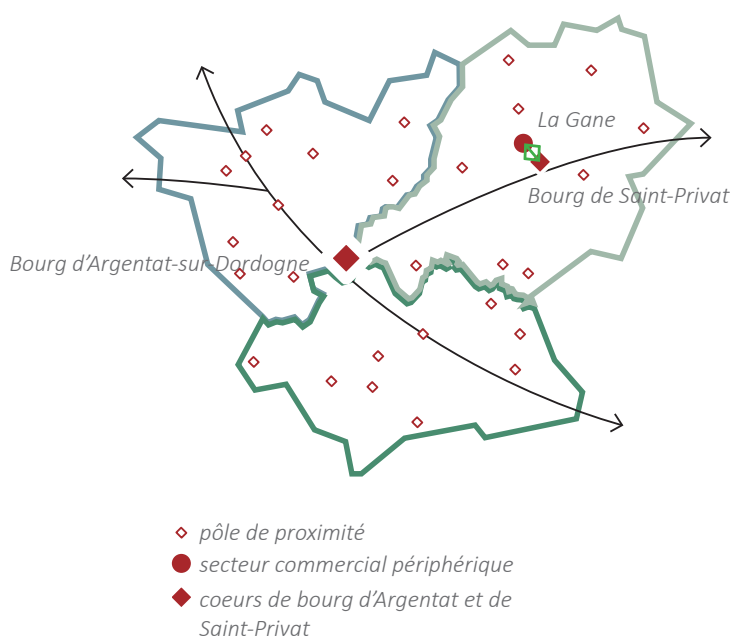 La Gane
Bourg de Saint-Privat
Bourg d'Argentat-sur-Dordogne
pôle de proximité
secteur commercial périphérique
coeurs de bourg d'Argentat et de
Saint-Privat